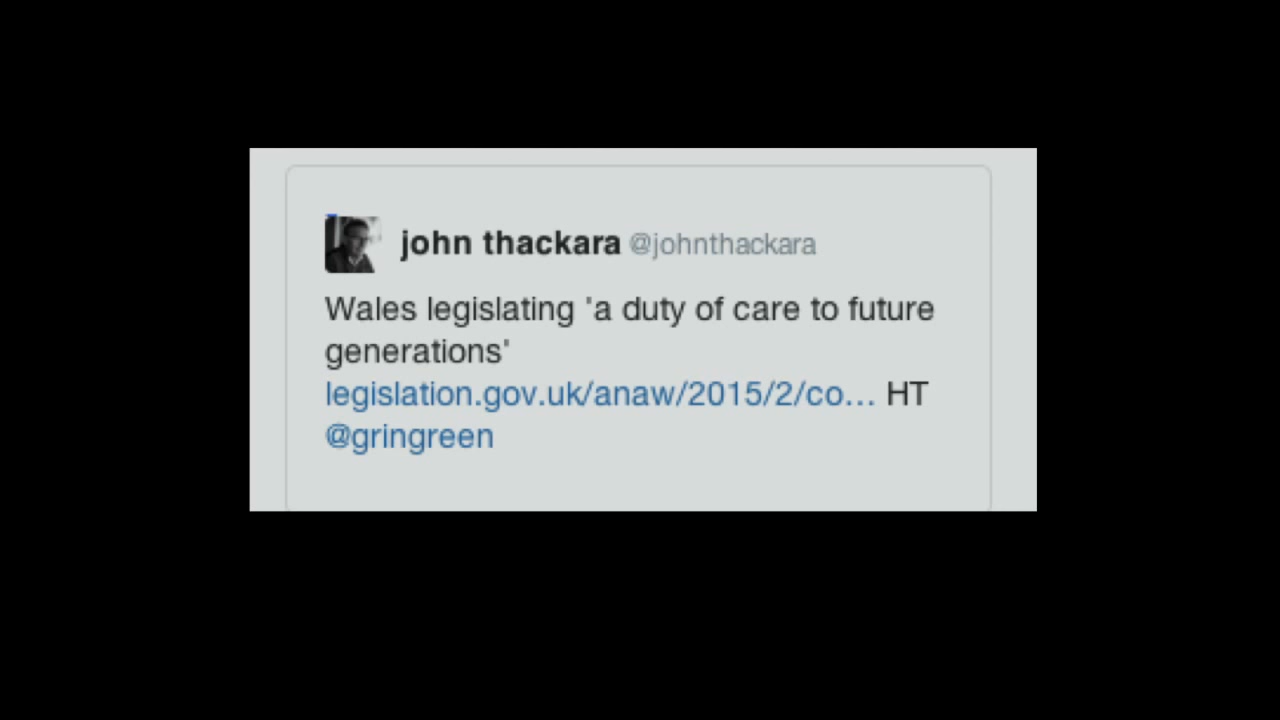 john thackara @johnthackara
Wales legislating 'a duty of care to future
generations'
legislation.gov.uk/anaw/2015/2/co... HT
@gringreen